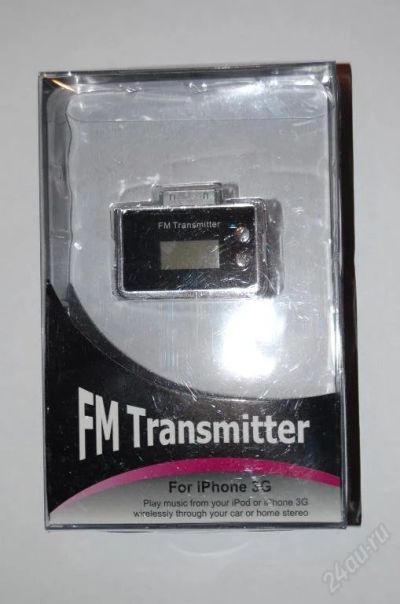 FM Transmitter
FM Transmitter
For iPhone 3G
Play music from your iPod or iPhone 3G
wirelessly through your car or home stereo
24au.ru